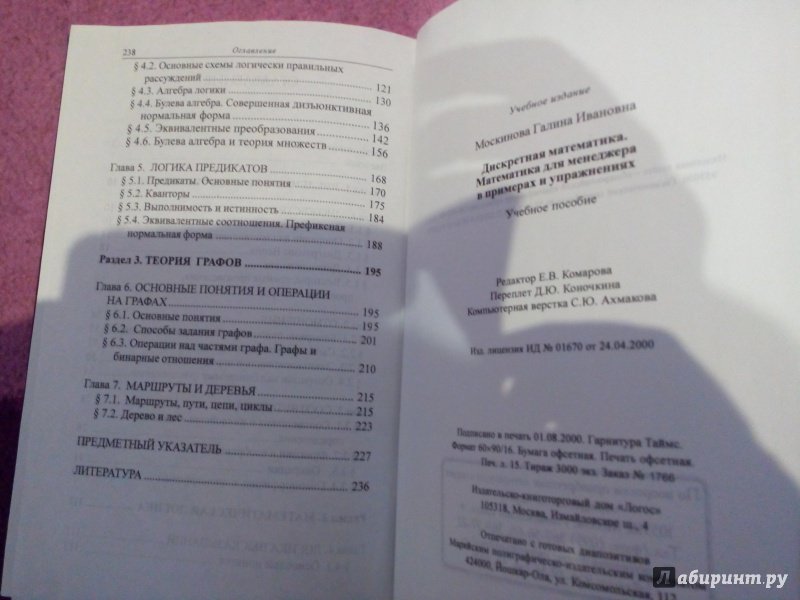 238 Оглавление
§ 4.2. Основные схемы логически правильных
рассуждений 121
§ 4.3. Алгебра логики 130
§ 4.4. Булева алгебра. Совершенная дизъюнктивная
нормальная форма 136
§ 4.5. Эквивалентные преобразования 142
§ 4.6. Булева алгебра и теория множеств 156
Глава 5. ЛОГИКА ПРЕДИКАТОВ 168
§ 5.1. Предикаты. Основные понятия 170
§ 5.2. Кванторы 175
§ 5.3. Выполнимость и истинность 184
§ 5.4. Эквивалентные соотношения. Префиксная
нормальная форма 188
Раздел 3. ТЕОРИЯ ГРАФОВ 195
Глава 6. ОСНОВНЫЕ ПОНЯТИЯ И ОПЕРАЦИИ
НА ГРАФАХ 195
§ 6.1. Основные понятия 195
§ 6.2. Способы задания графов 201
§ 6.3. Операции над частями графа. Графы и
бинарные отношения 210
Глава 7. МАРШРУТЫ И ДЕРЕВЬЯ 215
§ 7.1. Маршруты, пути, цепи, циклы 215
§ 7.2. Дерево и лес 223
ПРЕДМЕТНЫЙ УКАЗАТЕЛЬ 227
ЛИТЕРАТУРА 236
Учебное издание
Москинова Галина Ивановна
Дискретная математика.
Математика для менеджера
в примерах и упражнениях
Учебное пособие
Редактор Е.В. Комарова
Переплет Д.Ю. Коночкина
Компьютерная верстка С.Ю. Ахмакова
Изд. лицензия ИД № 01670 от 24.04.2000
Подписано в печать 01.08.2000. Гарнитура Таймс.
Формат 60×90/16. Бумага офсетная. Печать офсетная.
Печ. л. 15. Тираж 3000 экз. Заказ № 1766
Издательско-книготорговый дом «Логос»
105318, Москва, Измайловское ш., 4
Отпечатано с готовых диапозитивов
Марийским полиграфическо-издательским
424000, Йошкар-Ола, ул. Комсомольская, 112
Лабиринт.ру